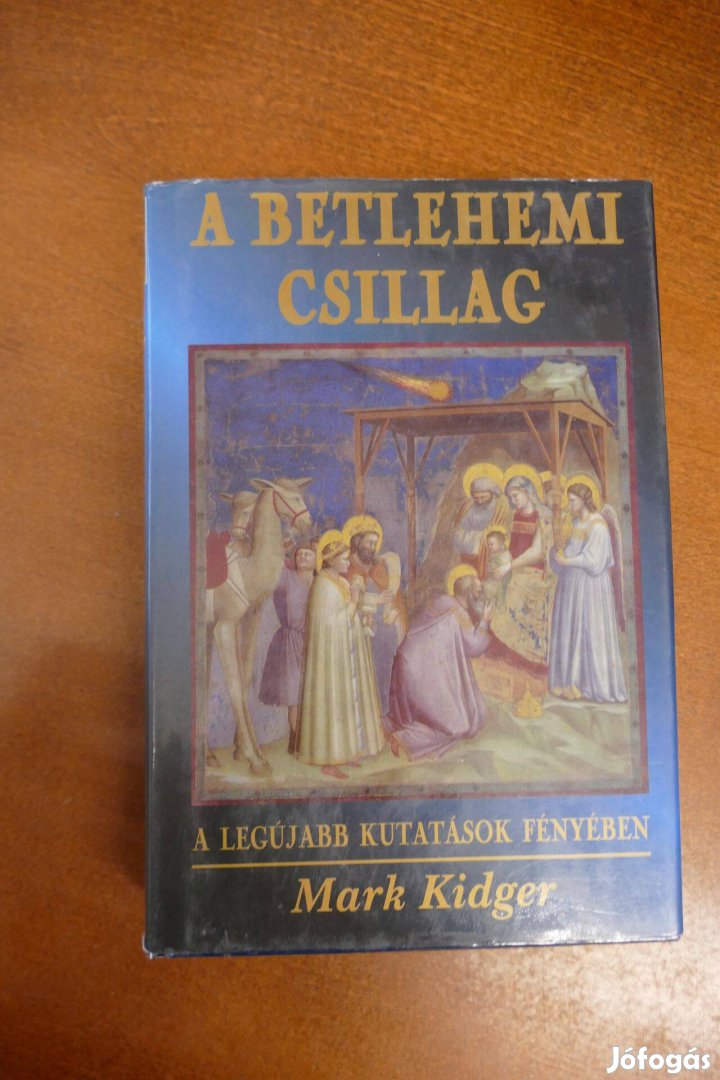 A BETLEHEMI
CSILLAG
A LEGÚJABB KUTATÁSOK FÉNYÉBEN
Mark Kidger
Jófogás